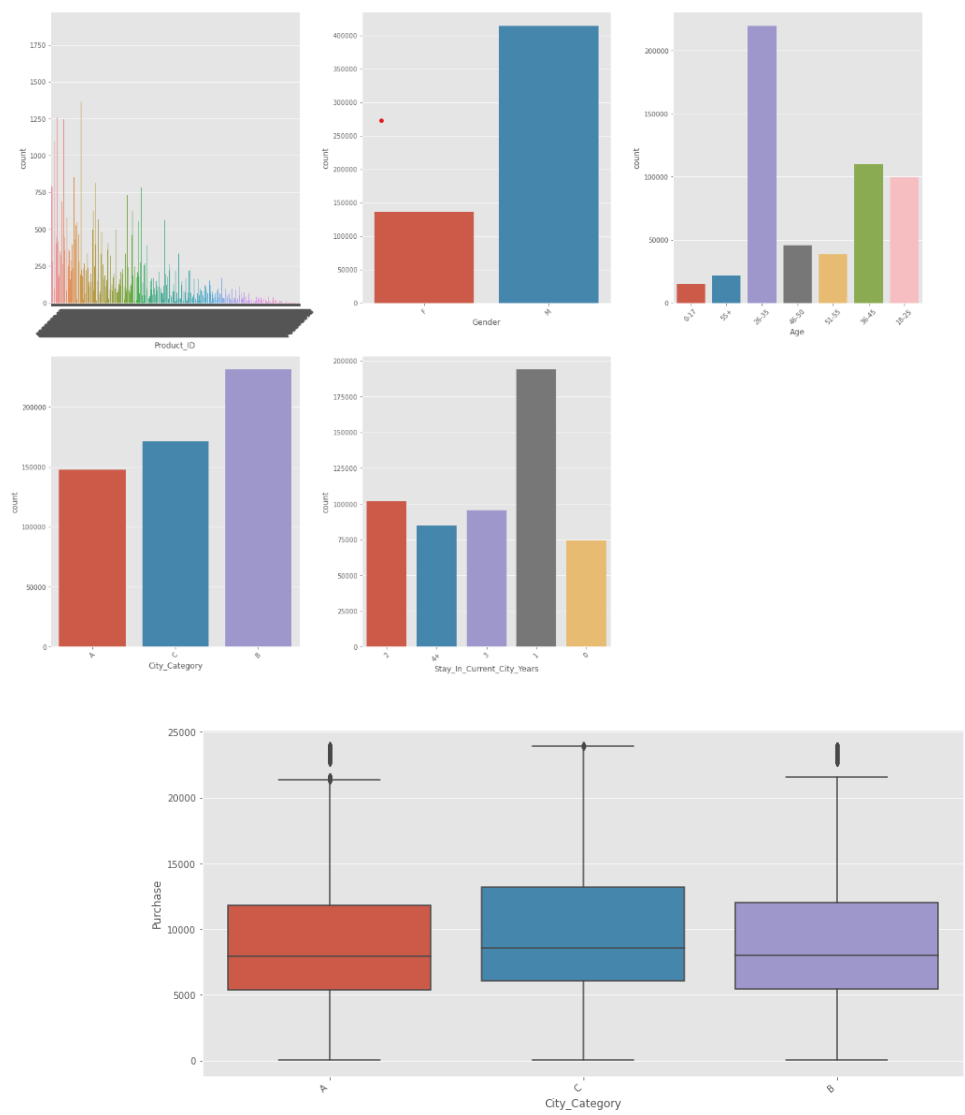 1750
1500
1250
1000
750
500
250
0
count
Product_ID
400000
350000
300000
250000
200000
150000
100000
50000
0
count
F
M
Gender
200000
150000
100000
50000
0
count
0-17
55+
26-35
46-50
51-55
36-45
18-25
Age
200000
150000
100000
50000
0
count
A
C
B
City_Category
200000
175000
150000
125000
100000
75000
50000
25000
0
count
2
4+
3
1
0
Stay_In_Current_City_Years
25000
20000
15000
10000
5000
0
Purchase
A
C
B
City_Category